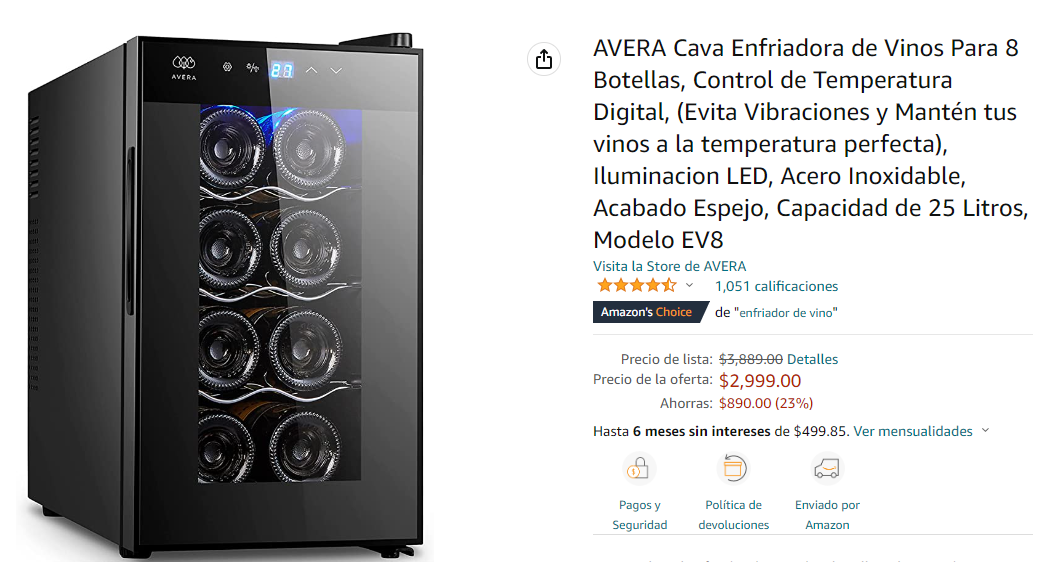 AVERA
87
AVERA Cava Enfriadora de Vinos Para 8
Botellas, Control de Temperatura
Digital, (Evita Vibraciones y Mantén tus
vinos a la temperatura perfecta),
Iluminacion LED, Acero Inoxidable,
Acabado Espejo, Capacidad de 25 Litros,
Modelo EV8
Visita la Store de AVERA
1,051 calificaciones
Amazon's Choice de "enfriador de vino"
Precio de lista: $3,889.00 Detalles
Precio de la oferta: $2,999.00
Ahorras: $890.00 (23%)
Hasta 6 meses sin intereses de $499.85. Ver mensualidades
Pagos y Seguridad
Política de devoluciones
Enviado por Amazon